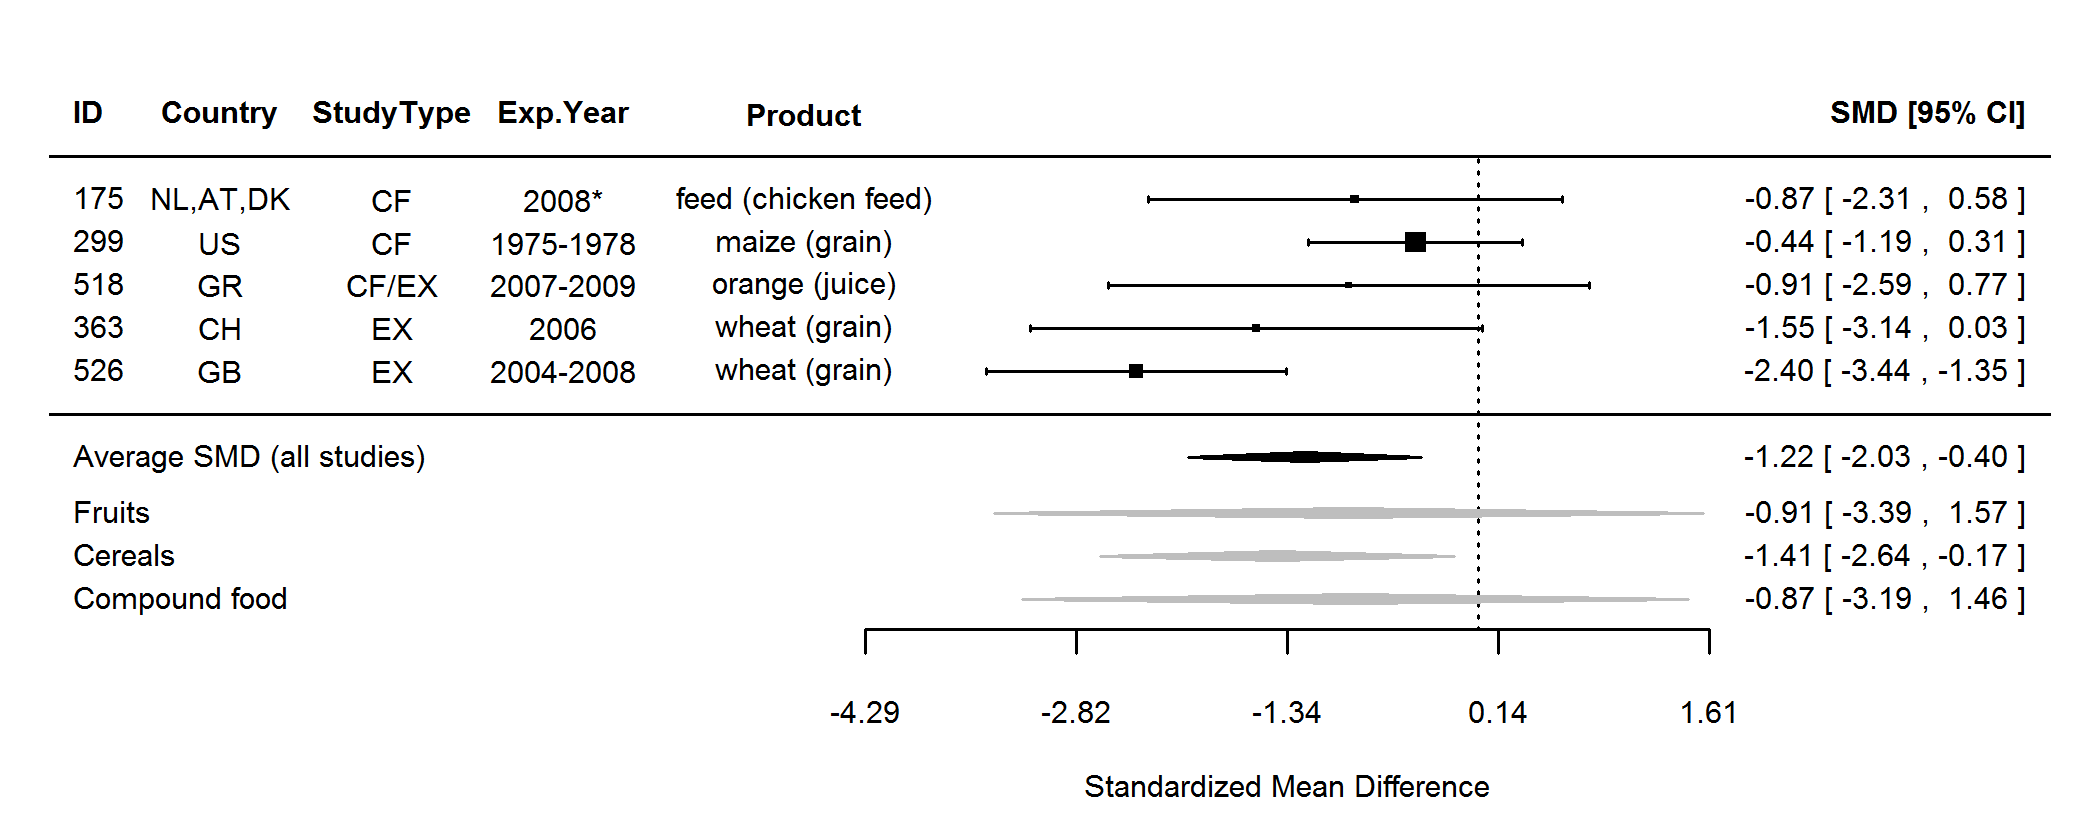 ID Country StudyType Exp.Year Product SMD [95% CI]
175 NL,AT,DK CF 2008* feed (chicken feed) -0.87 [ -2.31 , 0.58 ]
299 US CF 1975-1978 maize (grain) -0.44 [ -1.19 , 0.31 ]
518 GR CF/EX 2007-2009 orange (juice) -0.91 [ -2.59 , 0.77 ]
363 CH EX 2006 wheat (grain) -1.55 [ -3.14 , 0.03 ]
526 GB EX 2004-2008 wheat (grain) -2.40 [ -3.44 , -1.35 ]
Average SMD (all studies) -1.22 [ -2.03 , -0.40 ]
Fruits -0.91 [ -3.39 , 1.57 ]
Cereals -1.41 [ -2.64 , -0.17 ]
Compound food -0.87 [ -3.19 , 1.46 ]
-4.29 -2.82 -1.34 0.14 1.61
Standardized Mean Difference